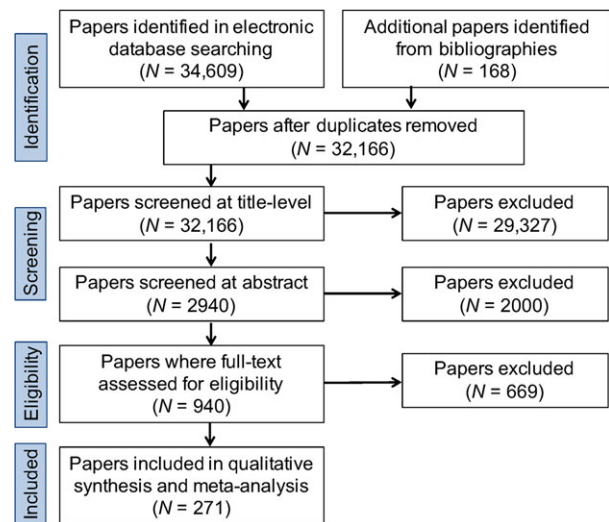 Identification
Papers identified in electronic
database searching
(N = 34,609)
Additional papers identified
from bibliographies
(N = 168)
Papers after duplicates removed
(N = 32,166)
Screening
Papers screened at title-level
(N = 32,166)
Papers excluded
(N = 29,327)
Papers screened at abstract
(N = 2940)
Papers excluded
(N = 2000)
Eligibility
Papers where full-text
assessed for eligibility
(N = 940)
Papers excluded
(N = 669)
Included
Papers included in qualitative
synthesis and meta-analysis
(N = 271)